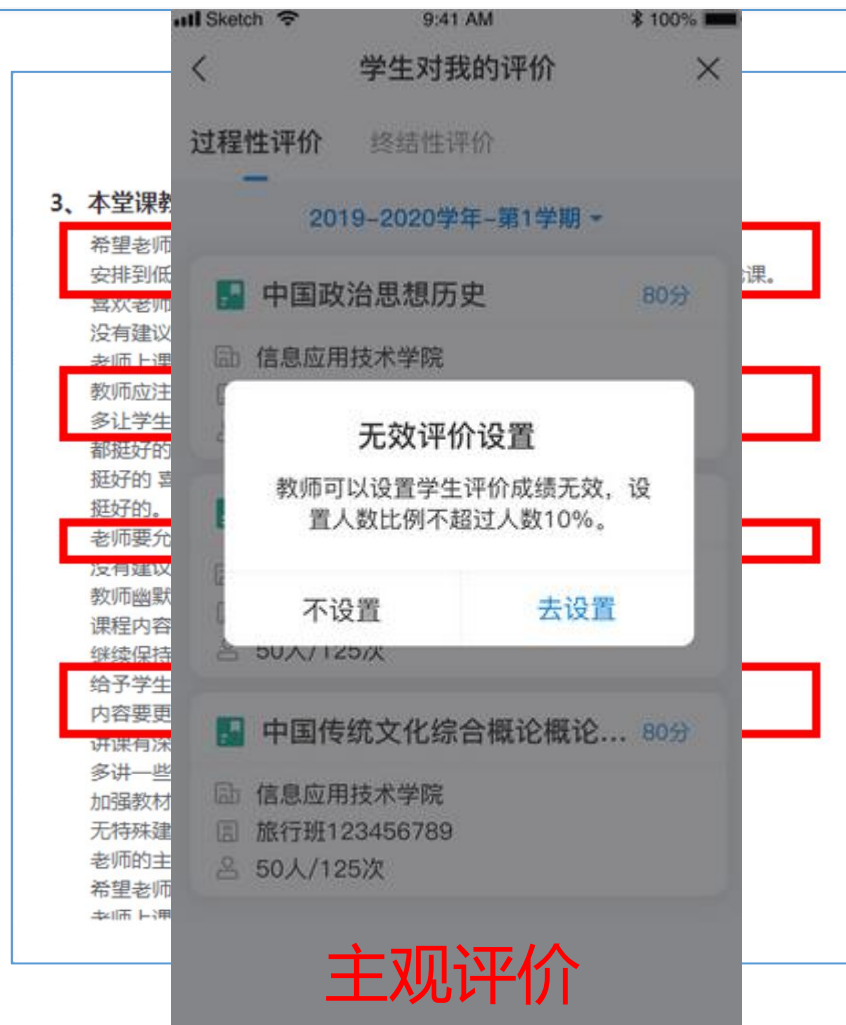 Sketch 9:41 AM 100%
学生对我的评价
过程性评价 终结性评价
2019-2020学年-第1学期
中国政治思想历史 80分
信息应用技术学院
无效评价设置
教师可以设置学生评价成绩无效，设
置人数比例不超过人数10%。
不设置 去设置
50人/125次
中国传统文化综合概论概论... 80分
信息应用技术学院
旅行班123456789
50人/125次
主观评价
3、本堂课教
希望老师
安排到低
课。
喜欢老师
没有建议
老师上课
教师应注
多让学生
都挺好的
挺好的 喜
挺好的。
老师要允
没有建议
教师幽默
课程内容
继续保持
给予学生
内容要更
讲课有深
多讲一些
加强教材
无特殊建
老师的主
希望老师
老师上课